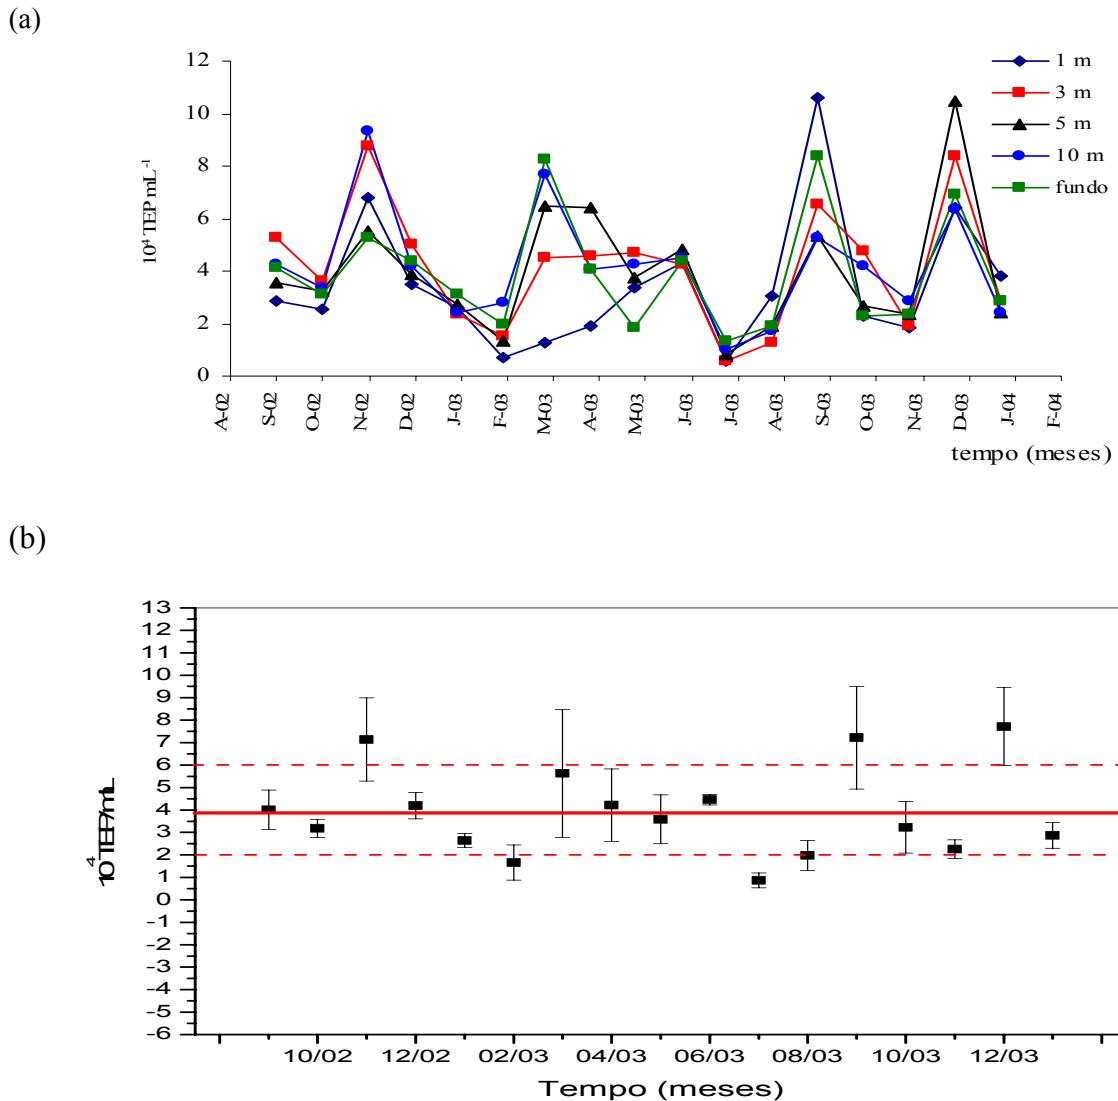 (a)
12
10
8
6
4
2
0
10⁴ TEP mL⁻¹
1 m
3 m
5 m
10 m
fundo
A-02 S-02 O-02 N-02 D-02 J-03 F-03 M-03 A-03 M-03 J-03 J-03 A-03 S-03 O-03 N-03 D-03 J-04 F-04
tempo (meses)
(b)
13
12
11
10
9
8
7
6
5
4
3
2
1
0
-1
-2
-3
-4
-5
-6
10⁴ TEP/mL
10/02 12/02 02/03 04/03 06/03 08/03 10/03 12/03
Tempo (meses)